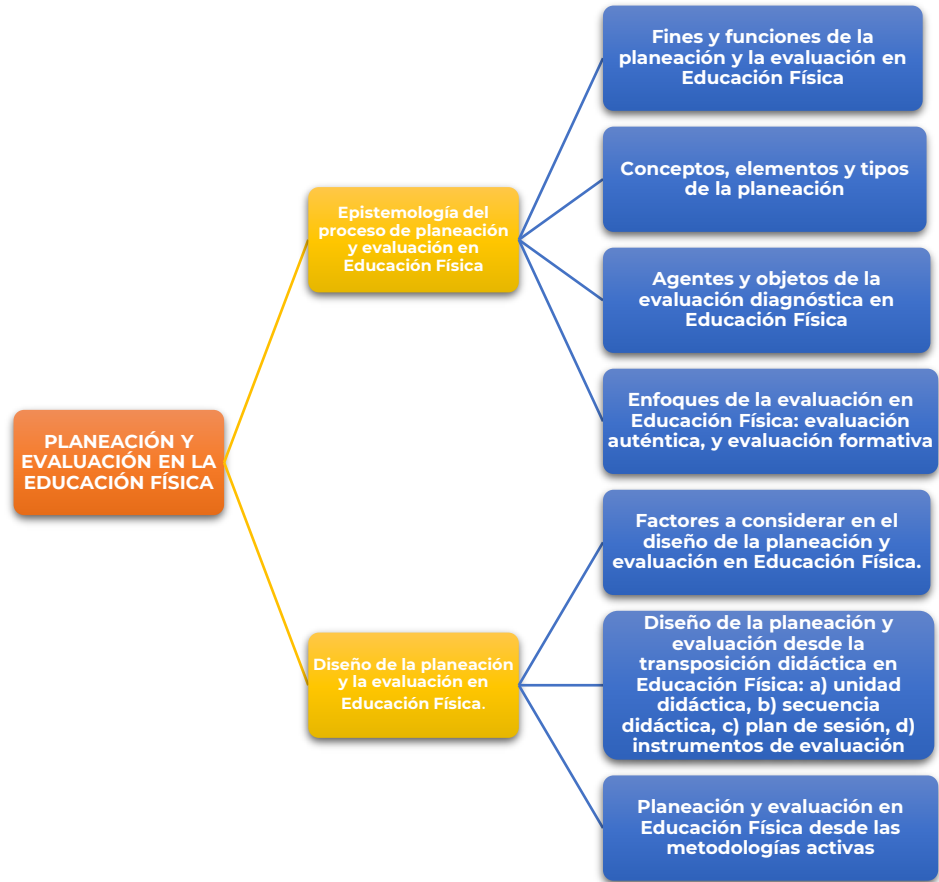 PLANEACIÓN Y
EVALUACIÓN EN LA
EDUCACIÓN FÍSICA
Epistemología del
proceso de planeación
y evaluación en
Educación Física
Fines y funciones de la
planeación y la evaluación en
Educación Física
Conceptos, elementos y tipos
de la planeación
Agentes y objetos de la
evaluación diagnóstica en
Educación Física
Enfoques de la evaluación en
Educación Física: evaluación
auténtica, y evaluación formativa
Diseño de la planeación
y la evaluación en
Educación Física.
Factores a considerar en el
diseño de la planeación y
evaluación en Educación Física.
Diseño de la planeación y
evaluación desde la
transposición didáctica en
Educación Física: a) unidad
didáctica, b) secuencia
didáctica, c) plan de sesión, d)
instrumentos de evaluación
Planeación y evaluación en
Educación Física desde las
metodologías activas